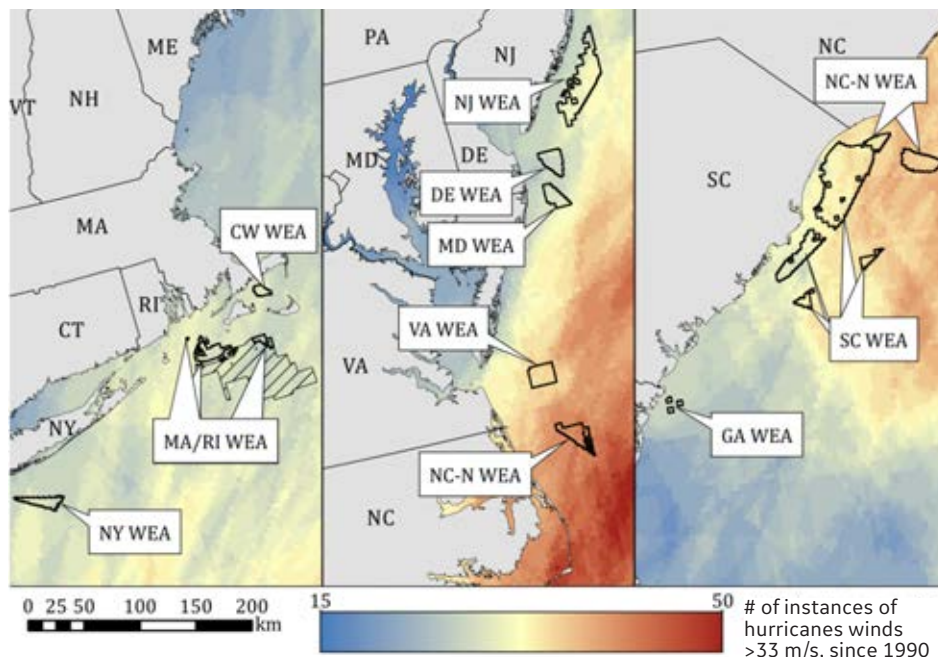 ME
VT
NH
MA
CW WEA
RI
CT
NY
MA/RI WEA
NY WEA
PA
NJ
NJ WEA
MD
DE
DE WEA
MD WEA
VA WEA
VA
NC-N WEA
NC
NC
NC-N WEA
SC
SC WEA
GA WEA
0 25 50 100 150 200
km
15
50
# of instances of
hurricanes winds
>33 m/s, since 1990